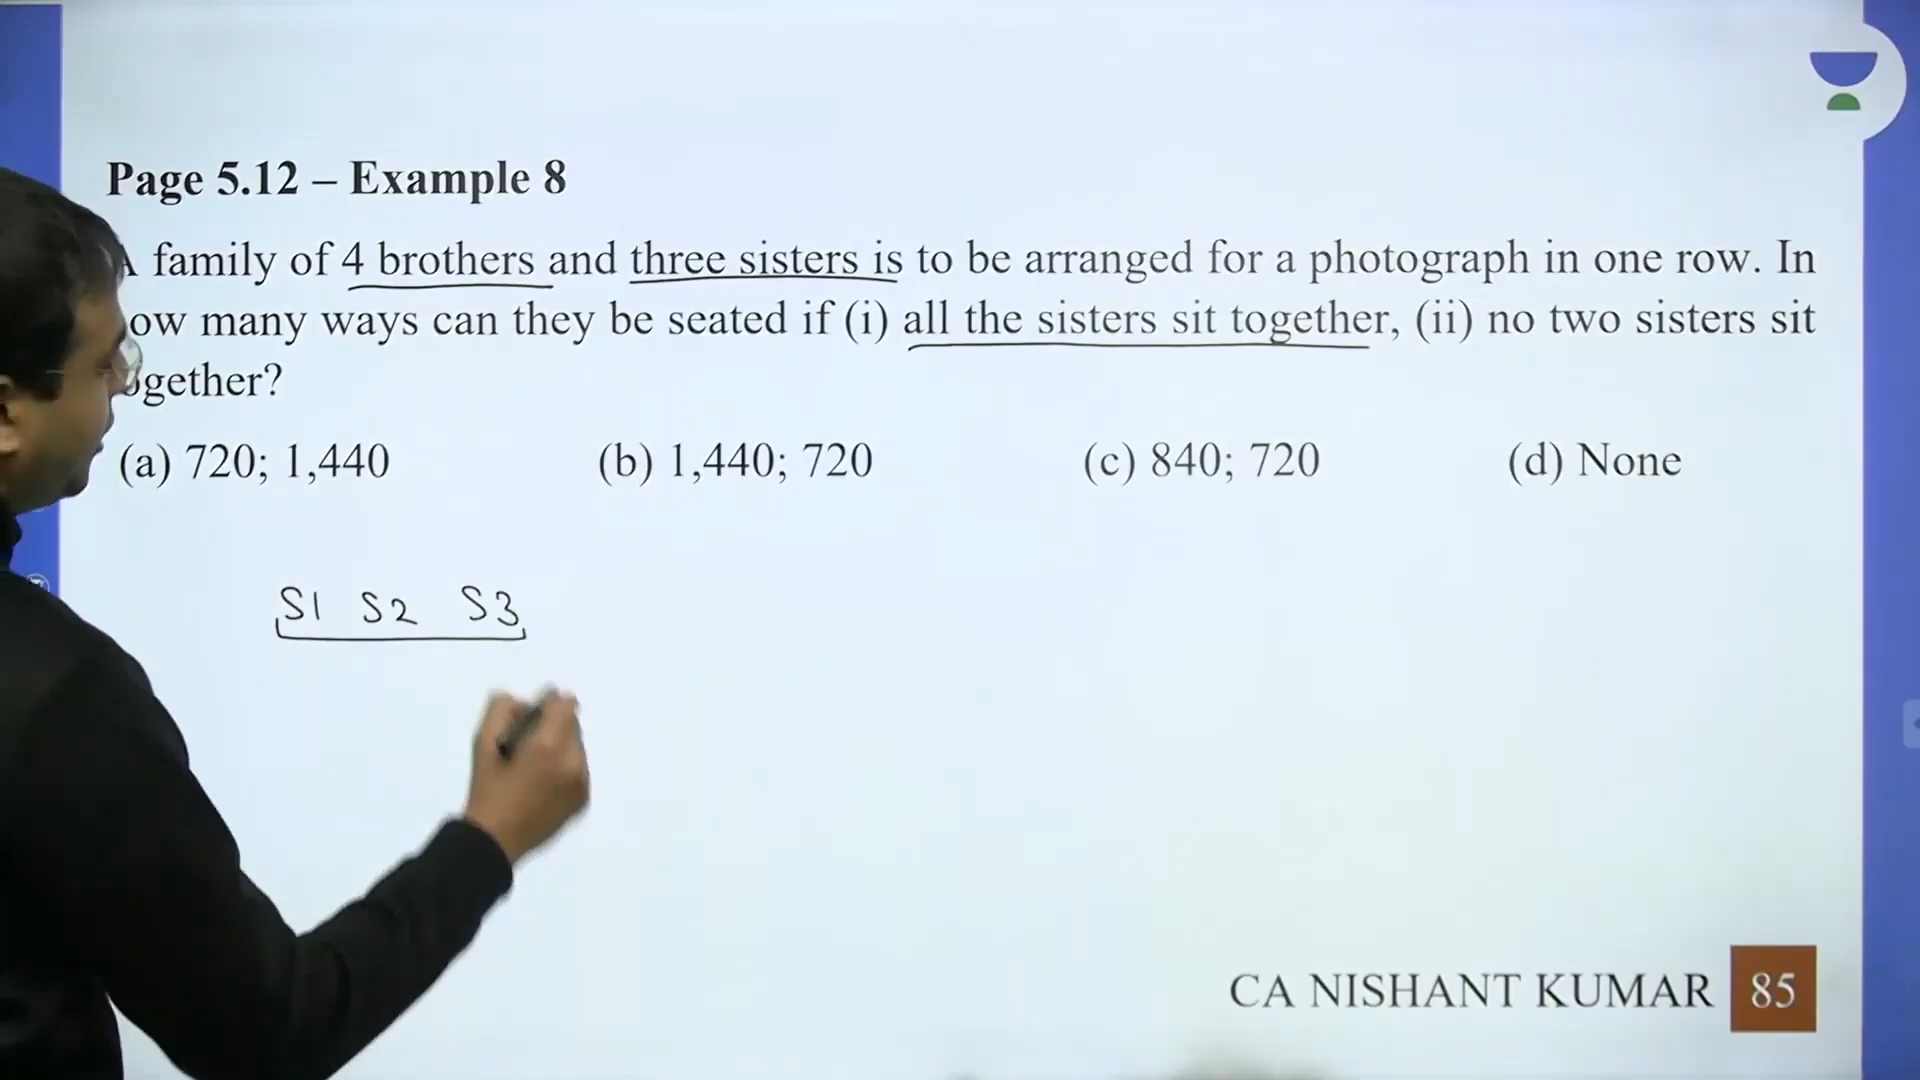 Page 5.12 – Example 8
family of 4 brothers and three sisters is to be arranged for a photograph in one row. In
many ways can they be seated if (i) all the sisters sit together, (ii) no two sisters sit
(a) 720; 1,440 (b) 1,440; 720 (c) 840; 720 (d) None
S1 S2 S3
CA NISHANT KUMAR 85